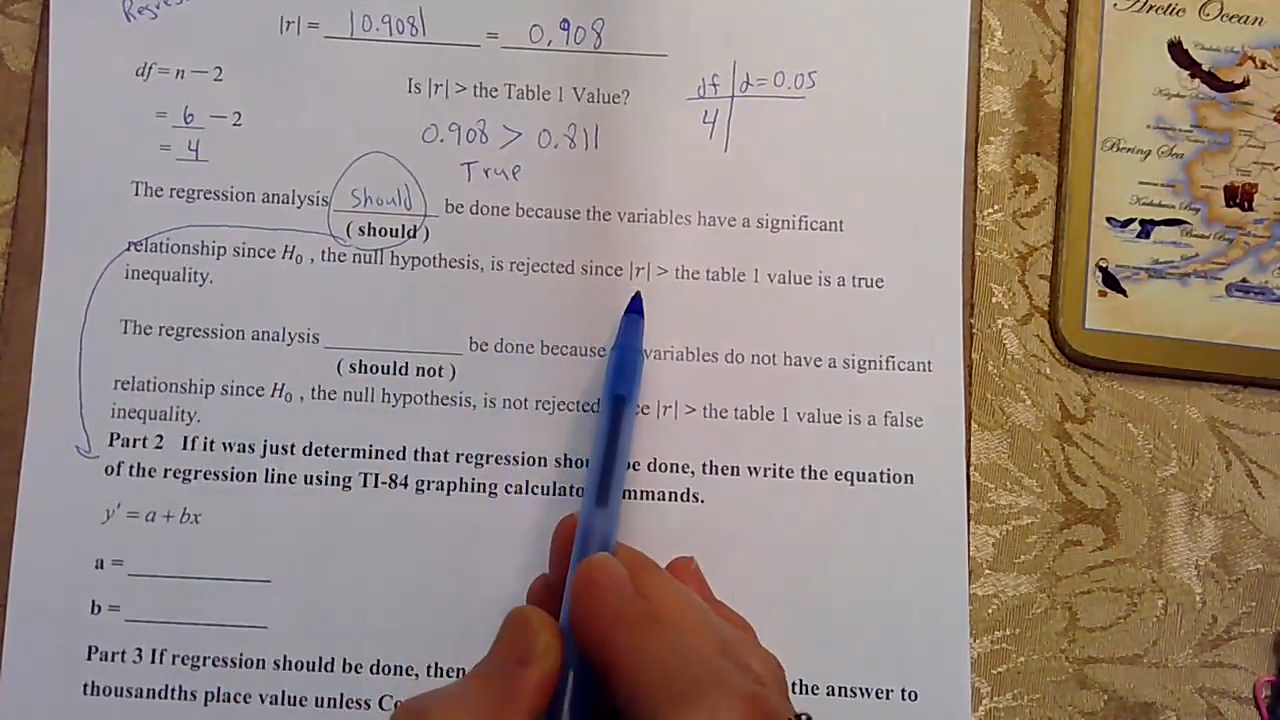 Regres
|r| = |0.908| = 0.908
df = n − 2
= 6 − 2
= 4
Is |r| > the Table 1 Value?
0.908 > 0.811
True
df α=0.05
4
The regression analysis should be done because the variables have a significant
( should )
relationship since H₀ , the null hypothesis, is rejected since |r| > the table 1 value is a true
inequality.
The regression analysis ____________ be done because variables do not have a significant
( should not )
relationship since H₀ , the null hypothesis, is not rejected ce |r| > the table 1 value is a false
inequality.
Part 2 If it was just determined that regression shou be done, then write the equation
of the regression line using TI-84 graphing calculato mmands.
y' = a + bx
a = ____________
b = ____________
Part 3 If regression should be done, then the answer to
thousandths place value unless
Arctic Ocean
Bering Sea